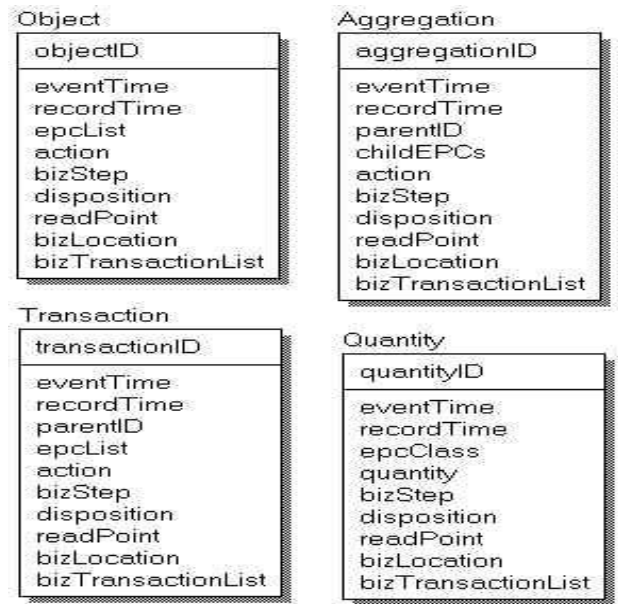 Object
objectID
eventTime
recordTime
epcList
action
bizStep
disposition
readPoint
bizLocation
bizTransactionList
Aggregation
aggregationID
eventTime
recordTime
parentID
childEPCs
action
bizStep
disposition
readPoint
bizLocation
bizTransactionList
Transaction
transactionID
eventTime
recordTime
parentID
epcList
action
bizStep
disposition
readPoint
bizLocation
bizTransactionList
Quantity
quantityID
eventTime
recordTime
epcClass
quantity
bizStep
disposition
readPoint
bizLocation
bizTransactionList